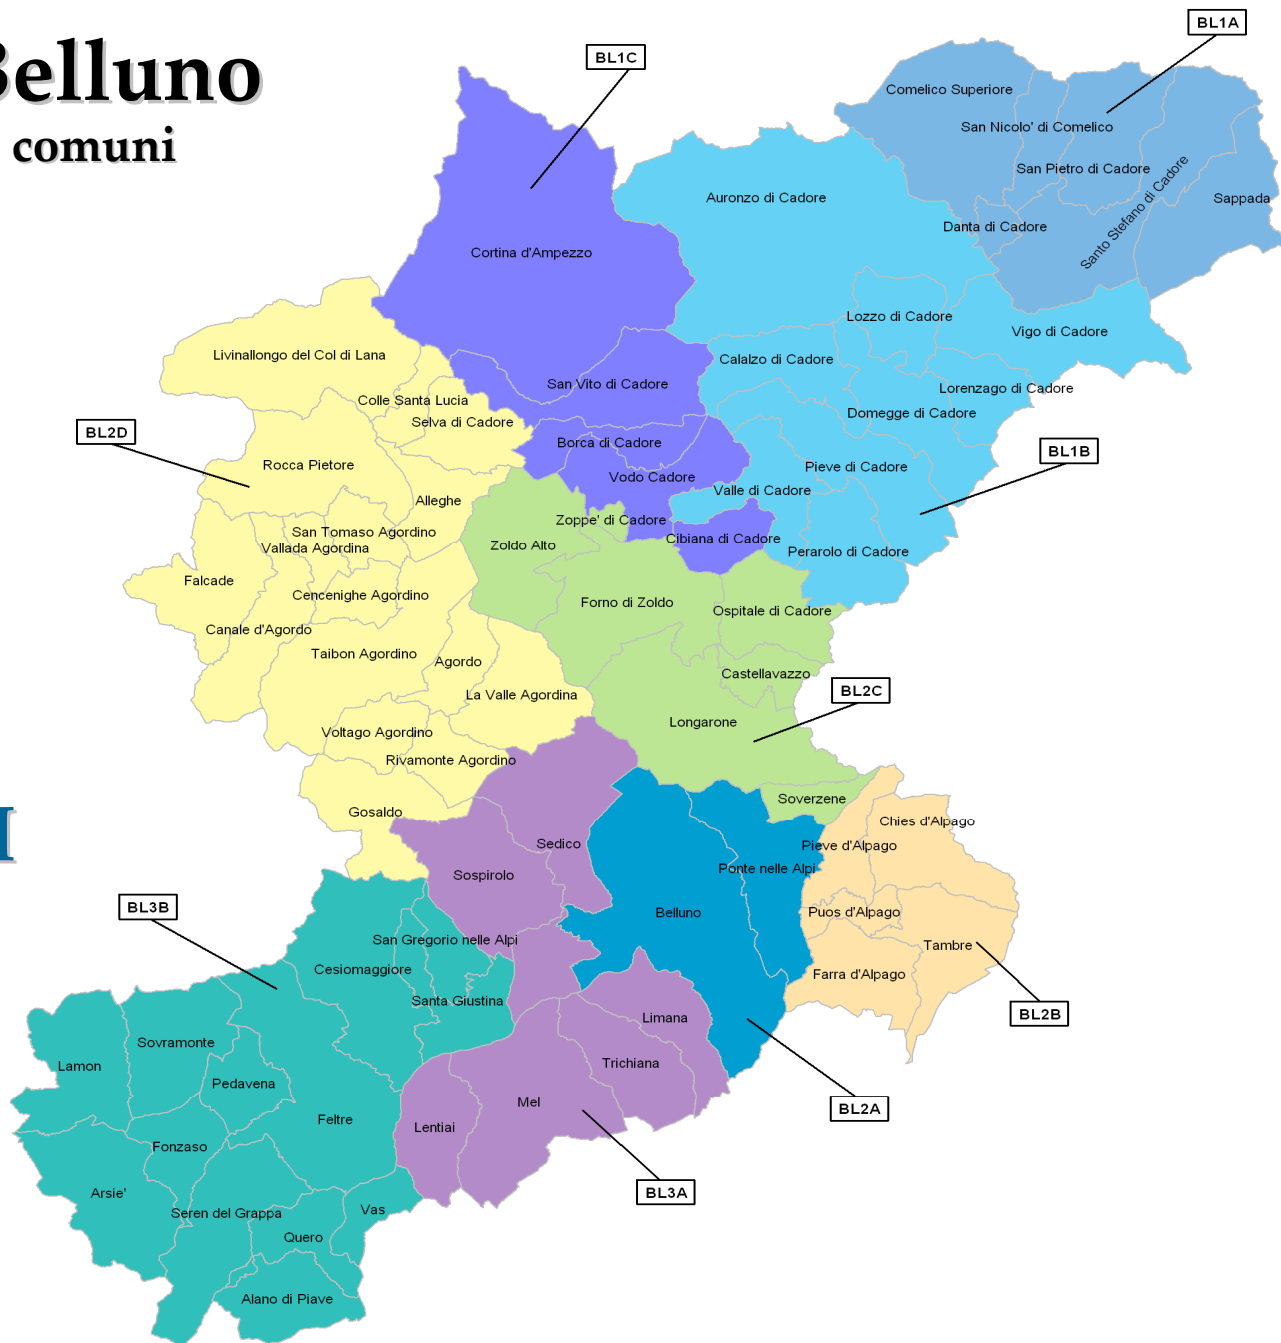 Belluno
comuni
BL1A
BL1C
Comelico Superiore
San Nicolo' di Comelico
San Pietro di Cadore
Santo Stefano di Cadore
Sappada
Danta di Cadore
Auronzo di Cadore
Cortina d'Ampezzo
Lozzo di Cadore
Vigo di Cadore
Livinallongo del Col di Lana
Calalzo di Cadore
San Vito di Cadore
Lorenzago di Cadore
Colle Santa Lucia
Selva di Cadore
Domegge di Cadore
BL2D
Borca di Cadore
BL1B
Rocca Pietore
Pieve di Cadore
Vodo Cadore
Valle di Cadore
Alleghe
Zoppe' di Cadore
San Tomaso Agordino
Cibiana di Cadore
Zoldo Alto
Vallada Agordina
Perarolo di Cadore
Falcade
Cencenighe Agordino
Forno di Zoldo
Ospitale di Cadore
Canale d'Agordo
Taibon Agordino
Agordo
Castellavazzo
La Valle Agordina
BL2C
Longarone
Voltago Agordino
Rivamonte Agordino
Soverzene
Gosaldo
Chies d'Alpago
Sedico
Pieve d'Alpago
Ponte nelle Alpi
Sospirolo
BL3B
Belluno
Puos d'Alpago
San Gregorio nelle Alpi
Tambre
Cesiomaggiore
Farra d'Alpago
Santa Giustina
BL2B
Limana
Sovramonte
Lamon
Trichiana
Pedavena
Mel
BL2A
Feltre
Lentiai
Fonzaso
Arsie'
BL3A
Seren del Grappa
Vas
Quero
Alano di Piave